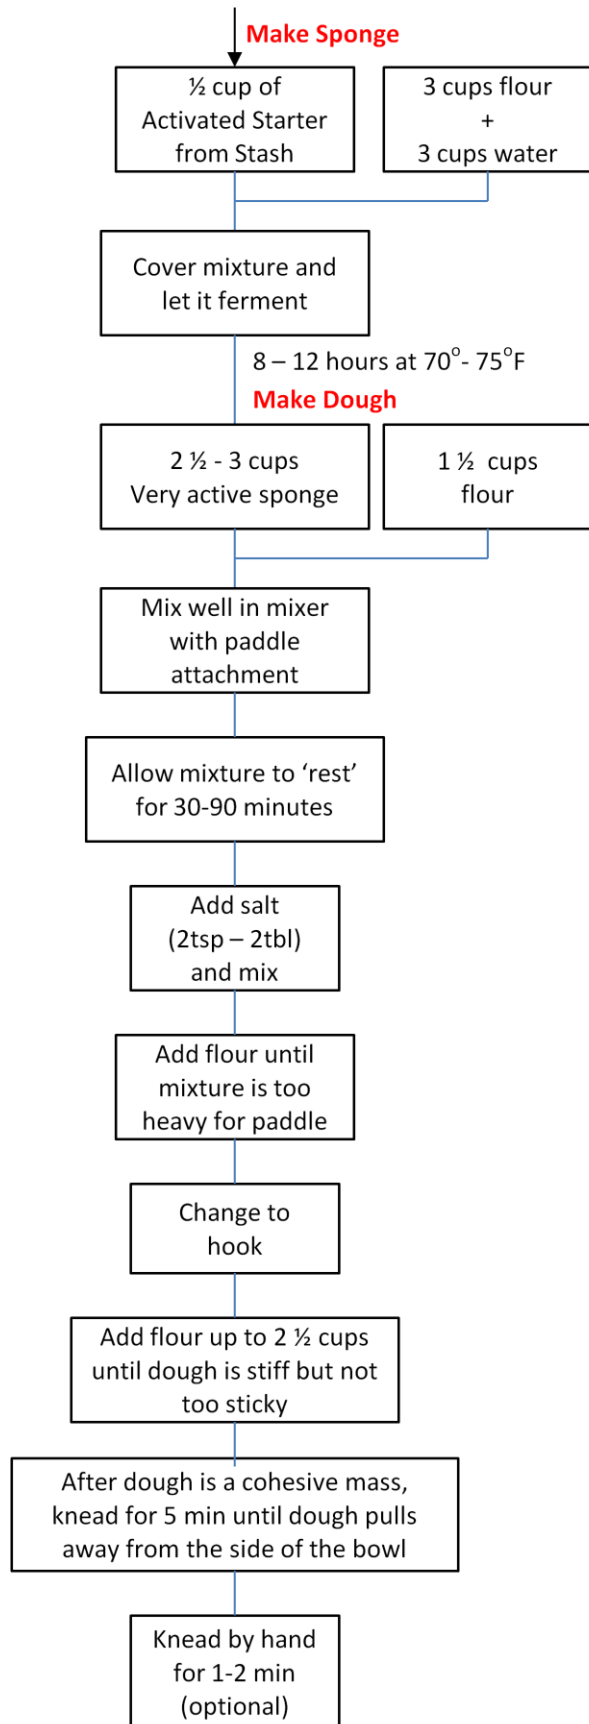 Make Sponge
½ cup of
Activated Starter
from Stash
3 cups flour
+
3 cups water
Cover mixture and
let it ferment
8 – 12 hours at 70°- 75°F
Make Dough
2 ½ - 3 cups
Very active sponge
1 ½ cups
flour
Mix well in mixer
with paddle
attachment
Allow mixture to ‘rest’
for 30-90 minutes
Add salt
(2tsp – 2tbl)
and mix
Add flour until
mixture is too
heavy for paddle
Change to
hook
Add flour up to 2 ½ cups
until dough is stiff but not
too sticky
After dough is a cohesive mass,
knead for 5 min until dough pulls
away from the side of the bowl
Knead by hand
for 1-2 min
(optional)